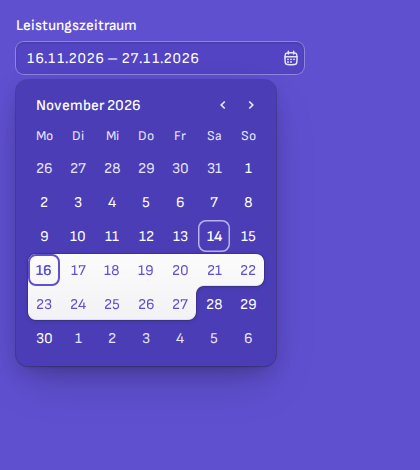 Leistungszeitraum
16.11.2026 – 27.11.2026
November 2026
Mo Di Mi Do Fr Sa So
26 27 28 29 30 31 1
2 3 4 5 6 7 8
9 10 11 12 13 14 15
16 17 18 19 20 21 22
23 24 25 26 27 28 29
30 1 2 3 4 5 6